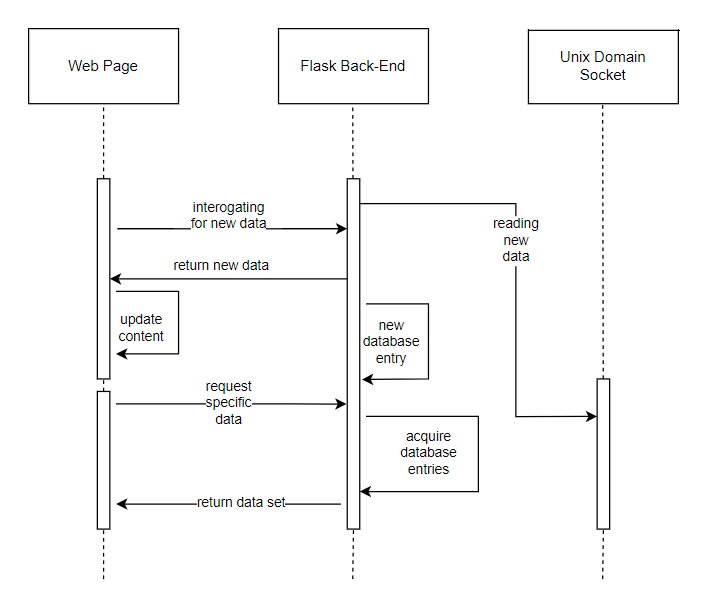 Web Page
Flask Back-End
Unix Domain
Socket
interogating
for new data
reading
new
data
return new data
update
content
new
database
entry
request
specific
data
acquire
database
entries
return data set